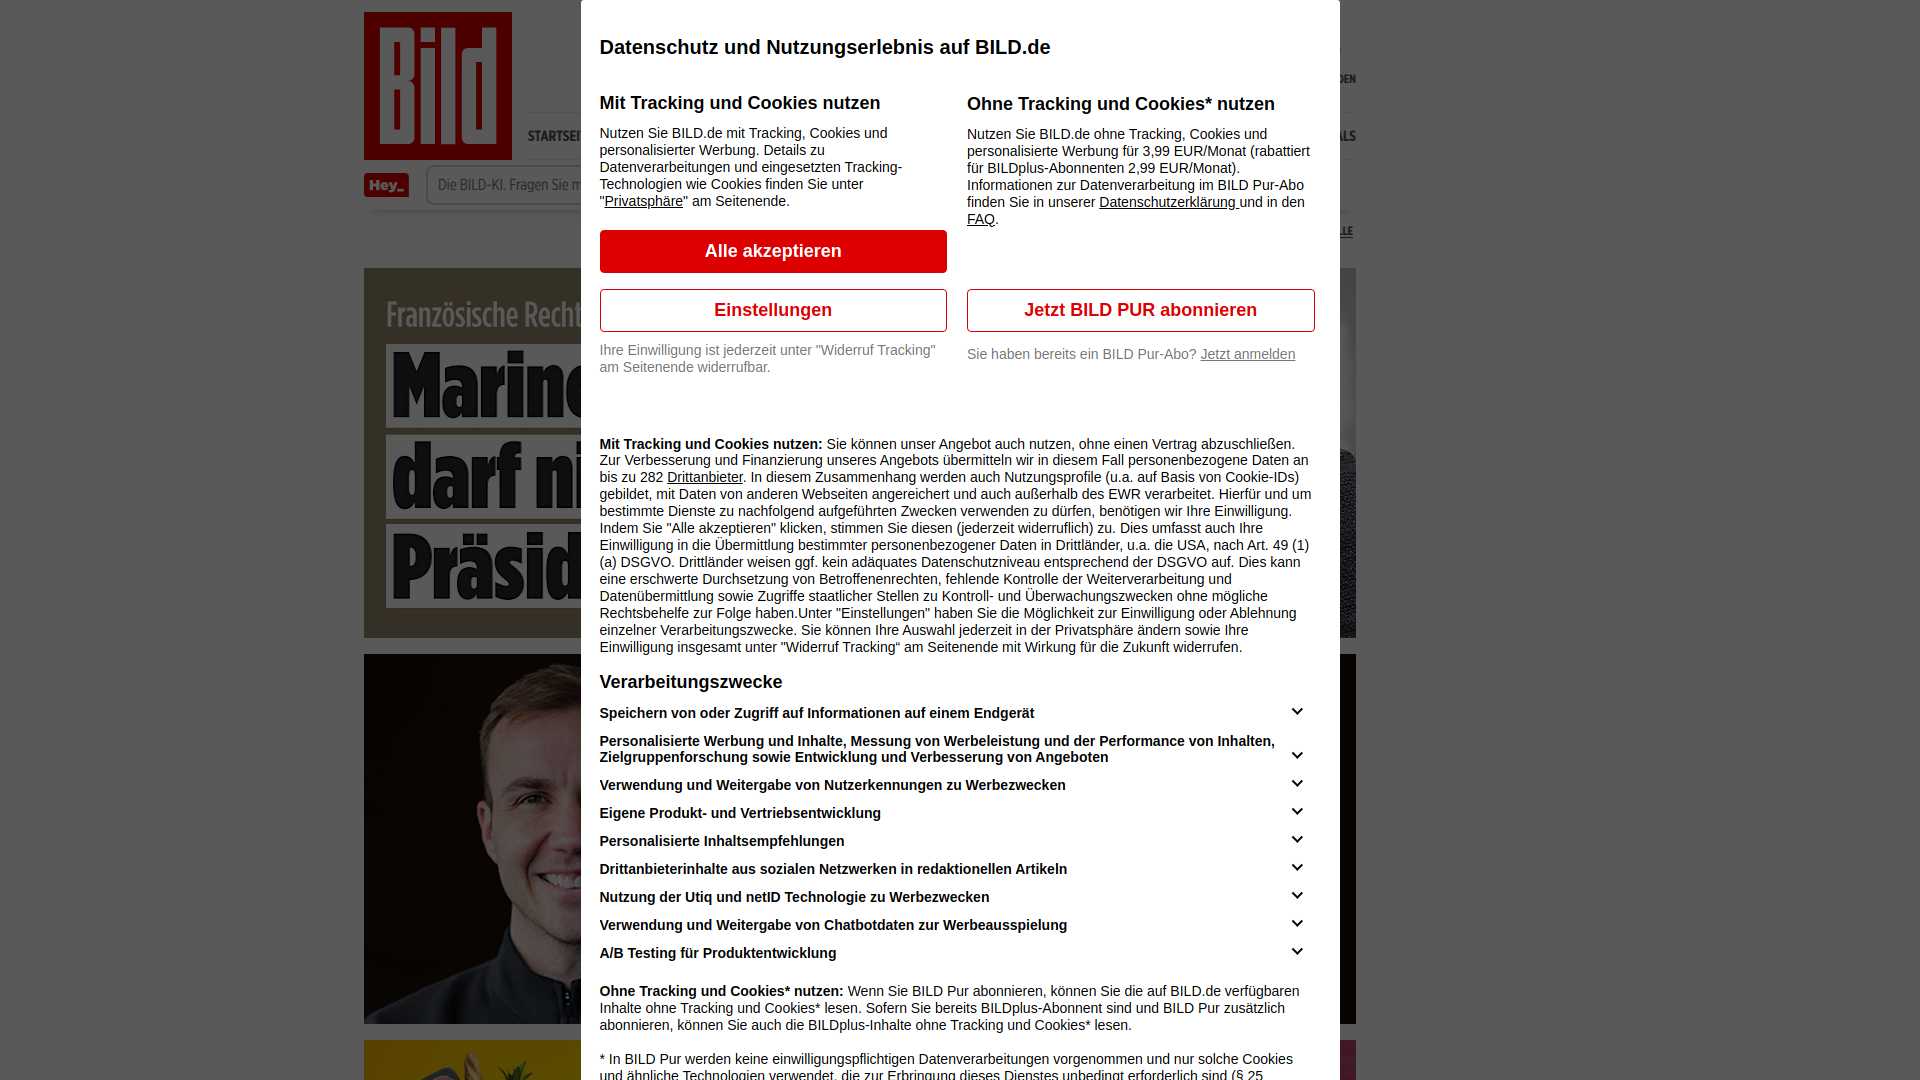 Bild
DEN
STARTSEI
ALS
Hey_
Die BILD-KI. Fragen Sie m
LLE
Französische Recht
Marine
darf ni
Präsid
Datenschutz und Nutzungserlebnis auf BILD.de
Mit Tracking und Cookies nutzen
Nutzen Sie BILD.de mit Tracking, Cookies und
personalisierter Werbung. Details zu
Datenverarbeitungen und eingesetzten Tracking-
Technologien wie Cookies finden Sie unter
"Privatsphäre" am Seitenende.
Alle akzeptieren
Einstellungen
Ihre Einwilligung ist jederzeit unter "Widerruf Tracking"
am Seitenende widerrufbar.
Ohne Tracking und Cookies* nutzen
Nutzen Sie BILD.de ohne Tracking, Cookies und
personalisierte Werbung für 3,99 EUR/Monat (rabattiert
für BILDplus-Abonnenten 2,99 EUR/Monat).
Informationen zur Datenverarbeitung im BILD Pur-Abo
finden Sie in unserer Datenschutzerklärung und in den
FAQ.
Jetzt BILD PUR abonnieren
Sie haben bereits ein BILD Pur-Abo? Jetzt anmelden
Mit Tracking und Cookies nutzen: Sie können unser Angebot auch nutzen, ohne einen Vertrag abzuschließen.
Zur Verbesserung und Finanzierung unseres Angebots übermitteln wir in diesem Fall personenbezogene Daten an
bis zu 282 Drittanbieter. In diesem Zusammenhang werden auch Nutzungsprofile (u.a. auf Basis von Cookie-IDs)
gebildet, mit Daten von anderen Webseiten angereichert und auch außerhalb des EWR verarbeitet. Hierfür und um
bestimmte Dienste zu nachfolgend aufgeführten Zwecken verwenden zu dürfen, benötigen wir Ihre Einwilligung.
Indem Sie "Alle akzeptieren" klicken, stimmen Sie diesen (jederzeit widerruflich) zu. Dies umfasst auch Ihre
Einwilligung in die Übermittlung bestimmter personenbezogener Daten in Drittländer, u.a. die USA, nach Art. 49 (1)
(a) DSGVO. Drittländer weisen ggf. kein adäquates Datenschutzniveau entsprechend der DSGVO auf. Dies kann
eine erschwerte Durchsetzung von Betroffenenrechten, fehlende Kontrolle der Weiterverarbeitung und
Datenübermittlung sowie Zugriffe staatlicher Stellen zu Kontroll- und Überwachungszwecken ohne mögliche
Rechtsbehelfe zur Folge haben.Unter "Einstellungen" haben Sie die Möglichkeit zur Einwilligung oder Ablehnung
einzelner Verarbeitungszwecke. Sie können Ihre Auswahl jederzeit in der Privatsphäre ändern sowie Ihre
Einwilligung insgesamt unter "Widerruf Tracking“ am Seitenende mit Wirkung für die Zukunft widerrufen.
Verarbeitungszwecke
Speichern von oder Zugriff auf Informationen auf einem Endgerät
Personalisierte Werbung und Inhalte, Messung von Werbeleistung und der Performance von Inhalten,
Zielgruppenforschung sowie Entwicklung und Verbesserung von Angeboten
Verwendung und Weitergabe von Nutzerkennungen zu Werbezwecken
Eigene Produkt- und Vertriebsentwicklung
Personalisierte Inhaltsempfehlungen
Drittanbieterinhalte aus sozialen Netzwerken in redaktionellen Artikeln
Nutzung der Utiq und netID Technologie zu Werbezwecken
Verwendung und Weitergabe von Chatbotdaten zur Werbeausspielung
A/B Testing für Produktentwicklung
Ohne Tracking und Cookies* nutzen: Wenn Sie BILD Pur abonnieren, können Sie die auf BILD.de verfügbaren
Inhalte ohne Tracking und Cookies* lesen. Sofern Sie bereits BILDplus-Abonnent sind und BILD Pur zusätzlich
abonnieren, können Sie auch die BILDplus-Inhalte ohne Tracking und Cookies* lesen.
* In BILD Pur werden keine einwilligungspflichtigen Datenverarbeitungen vorgenommen und nur solche Cookies
und ähnliche Technologien verwendet, die zur Erbringung dieses Dienstes unbedingt erforderlich sind (§ 25